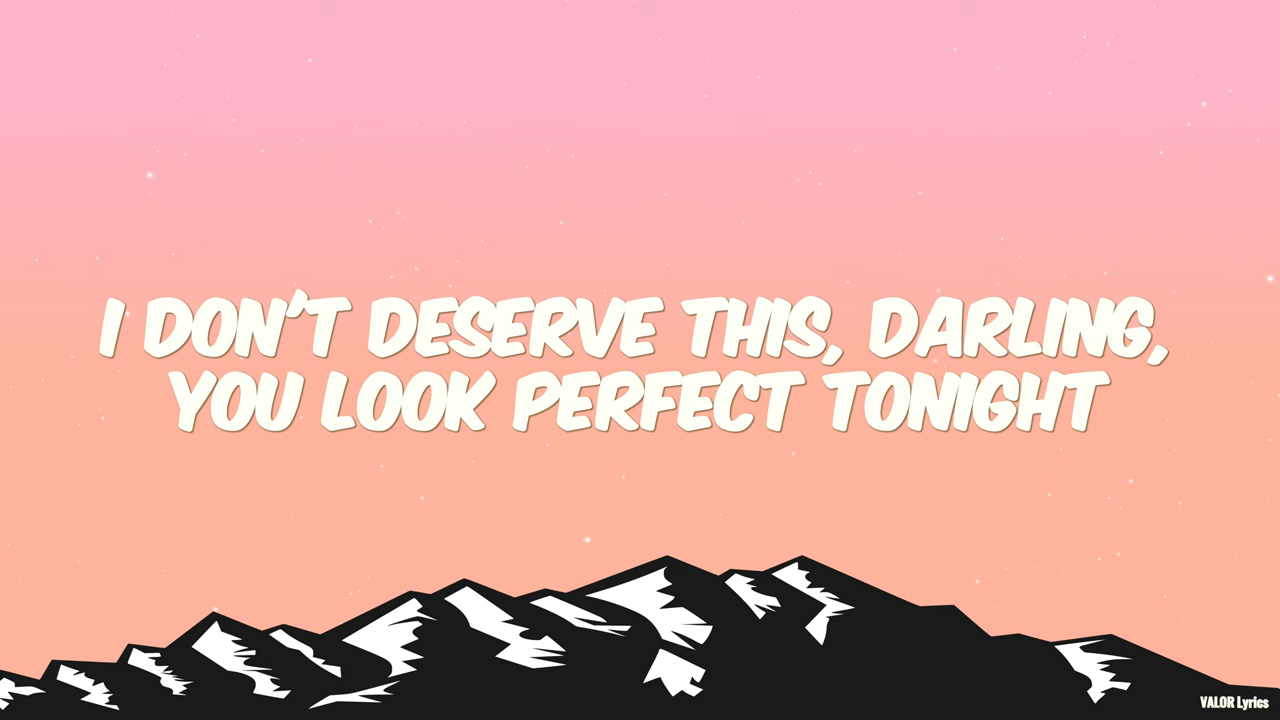 I DON'T DESERVE THIS, DARLING,
YOU LOOK PERFECT TONIGHT
VALOR Lyrics